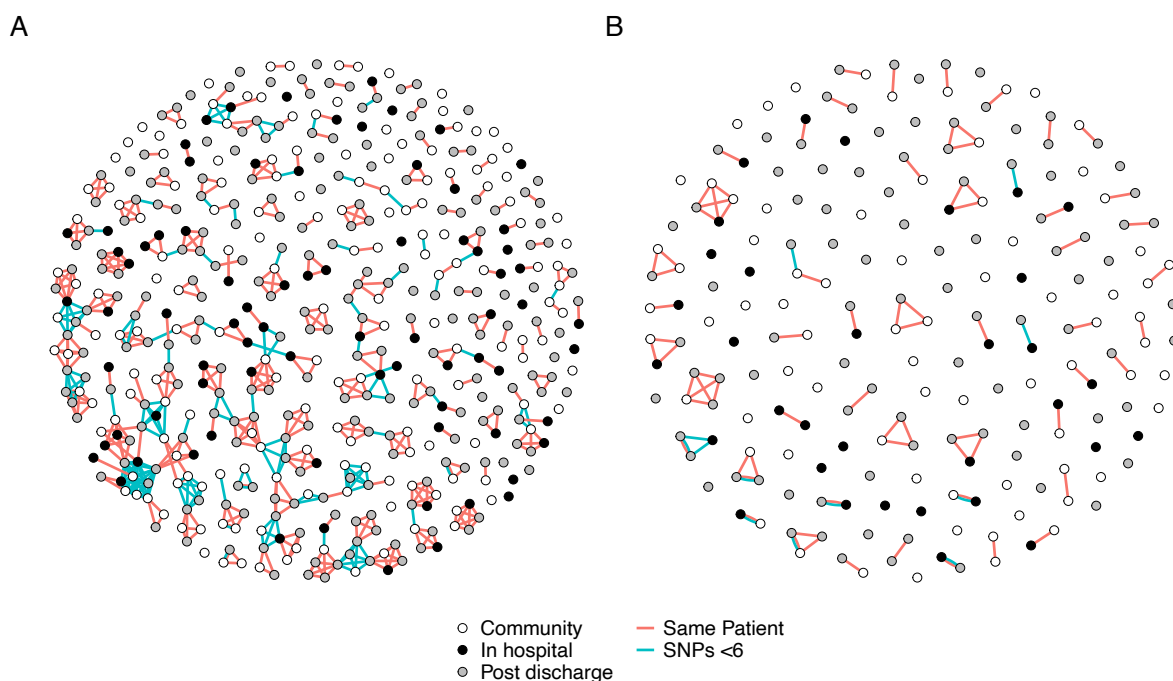 A
B
Community
In hospital
Post discharge
Same Patient
SNPs <6